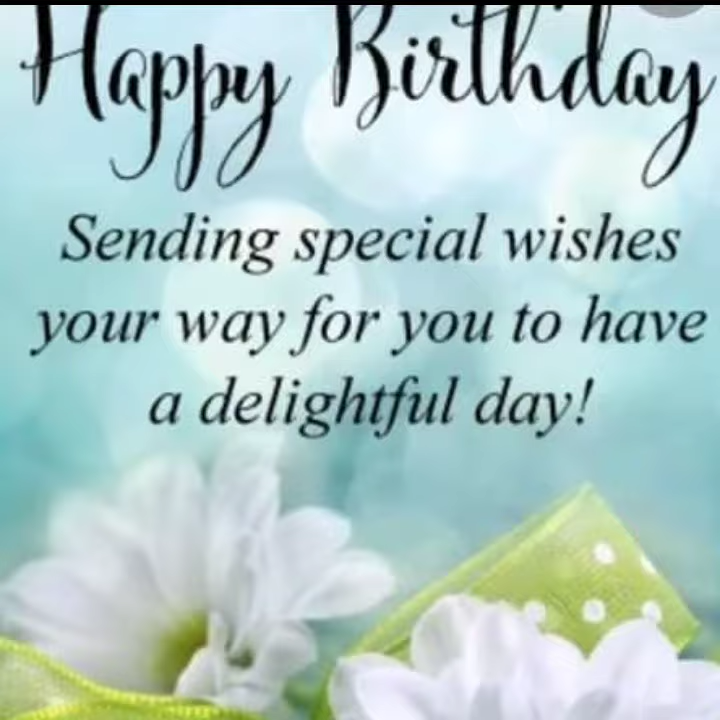 Happy Birthday
Sending special wishes
your way for you to have
a delightful day!